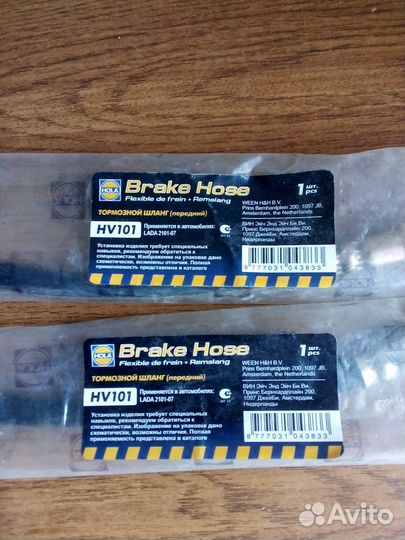 HOLA
Brake Hose
Flexible de frein • Remslang
1 шт. pcs
ТОРМОЗНОЙ ШЛАНГ (передний)
HV101
Применяется в автомобилях:
LADA 2101-07
Установка изделия требует специальных
навыков, рекомендуем обратиться к
специалистам. Изображение на упаковке дано
схематически, возможны отличия. Полная
применяемость представлена в каталоге
WEEN H&H B.V.
Prins Bernhardplein 200, 1097 JB,
Amsterdam, the Netherlands
ВИН Эйч Энд Эйч Би.Ви.
Принс Бернхардплайн 200,
1097 ДжейБи, Амстердам,
Нидерланды
8 777031 043833
HOLA
Brake Hose
Flexible de frein • Remslang
1 шт. pcs
ТОРМОЗНОЙ ШЛАНГ (передний)
HV101
Применяется в автомобилях:
LADA 2101-07
Установка изделия требует специальных
навыков, рекомендуем обратиться к
специалистам. Изображение на упаковке дано
схематически, возможны отличия. Полная
применяемость представлена в каталоге
WEEN H&H B.V.
Prins Bernhardplein 200, 1097 JB,
Amsterdam, the Netherlands
ВИН Эйч Энд Эйч Би.Ви.
Принс Бернхардплайн 200,
1097 ДжейБи, Амстердам,
Нидерланды
8 777031 043833
Avito